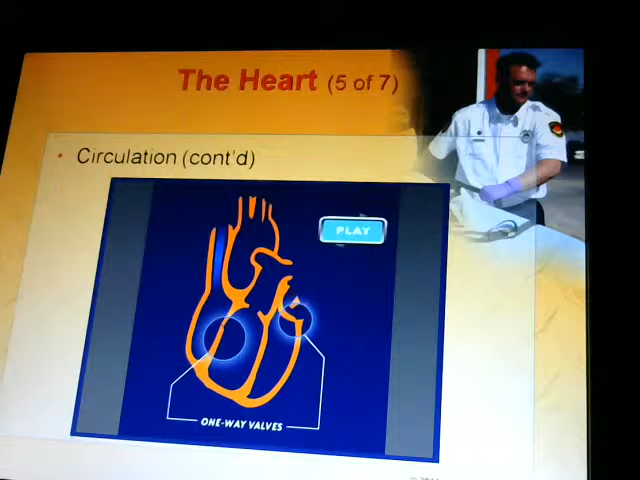 The Heart (5 of 7)
• Circulation (cont'd)
PLAY
ONE-WAY VALVES